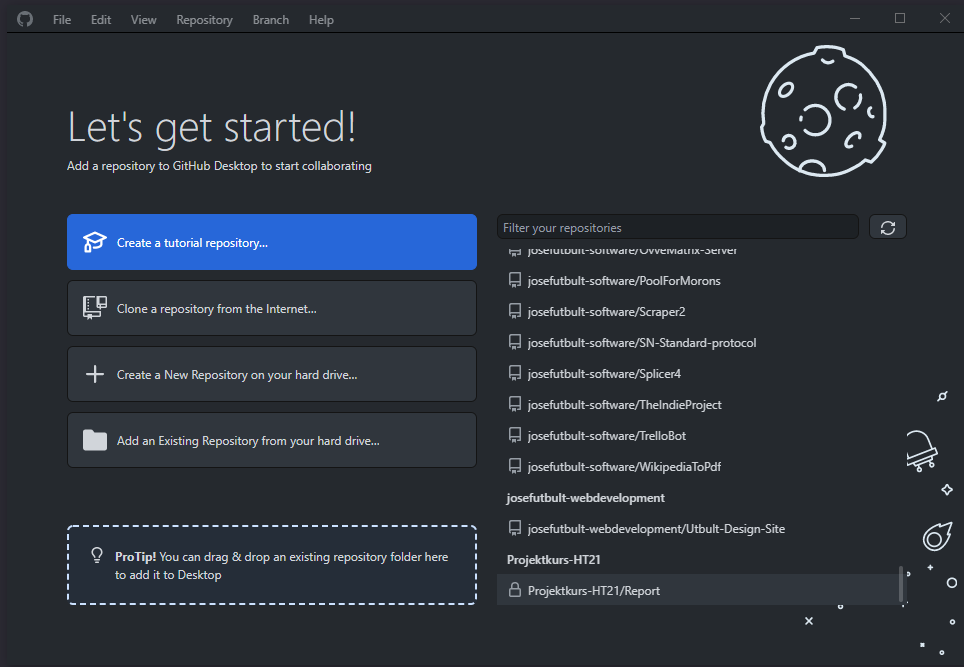 File Edit View Repository Branch Help
Let's get started!
Add a repository to GitHub Desktop to start collaborating
Create a tutorial repository...
Clone a repository from the Internet...
Create a New Repository on your hard drive...
Add an Existing Repository from your hard drive...
ProTip! You can drag & drop an existing repository folder here
to add it to Desktop
Filter your repositories
josefutbult-software/OvveMatrix-Server
josefutbult-software/PoolForMorons
josefutbult-software/Scraper2
josefutbult-software/SN-Standard-protocol
josefutbult-software/Splicer4
josefutbult-software/TheIndieProject
josefutbult-software/TrelloBot
josefutbult-software/WikipediaToPdf
josefutbult-webdevelopment
josefutbult-webdevelopment/Utbult-Design-Site
Projektkurs-HT21
Projektkurs-HT21/Report